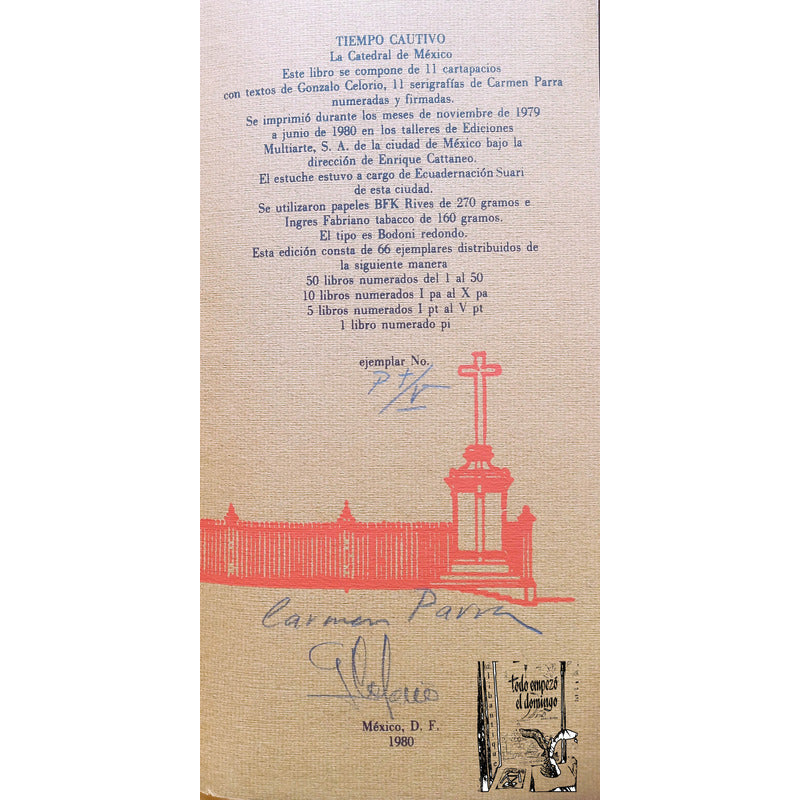 TIEMPO CAUTIVO
La Catedral de México
Este libro se compone de 11 cartapacios
con textos de Gonzalo Celorio, 11 serigrafías de Carmen Parra
numeradas y firmadas.
Se imprimió durante los meses de noviembre de 1979
a junio de 1980 en los talleres de Ediciones
Multiarte, S. A. de la ciudad de México bajo la
dirección de Enrique Cattaneo.
El estuche estuvo a cargo de Ecuadernación Suari
de esta ciudad.
Se utilizaron papeles BFK Rives de 270 gramos e
Ingres Fabriano tabacco de 160 gramos.
El tipo es Bodoni redondo.
Esta edición consta de 66 ejemplares distribuidos de
la siguiente manera
50 libros numerados del 1 al 50
10 libros numerados I pa al X pa
5 libros numerados I pt al V pt
1 libro numerado pi
ejemplar No.
Pt/V
Carmen Parra
GCelorio
México, D. F.
1980
todo empezó
el domingo